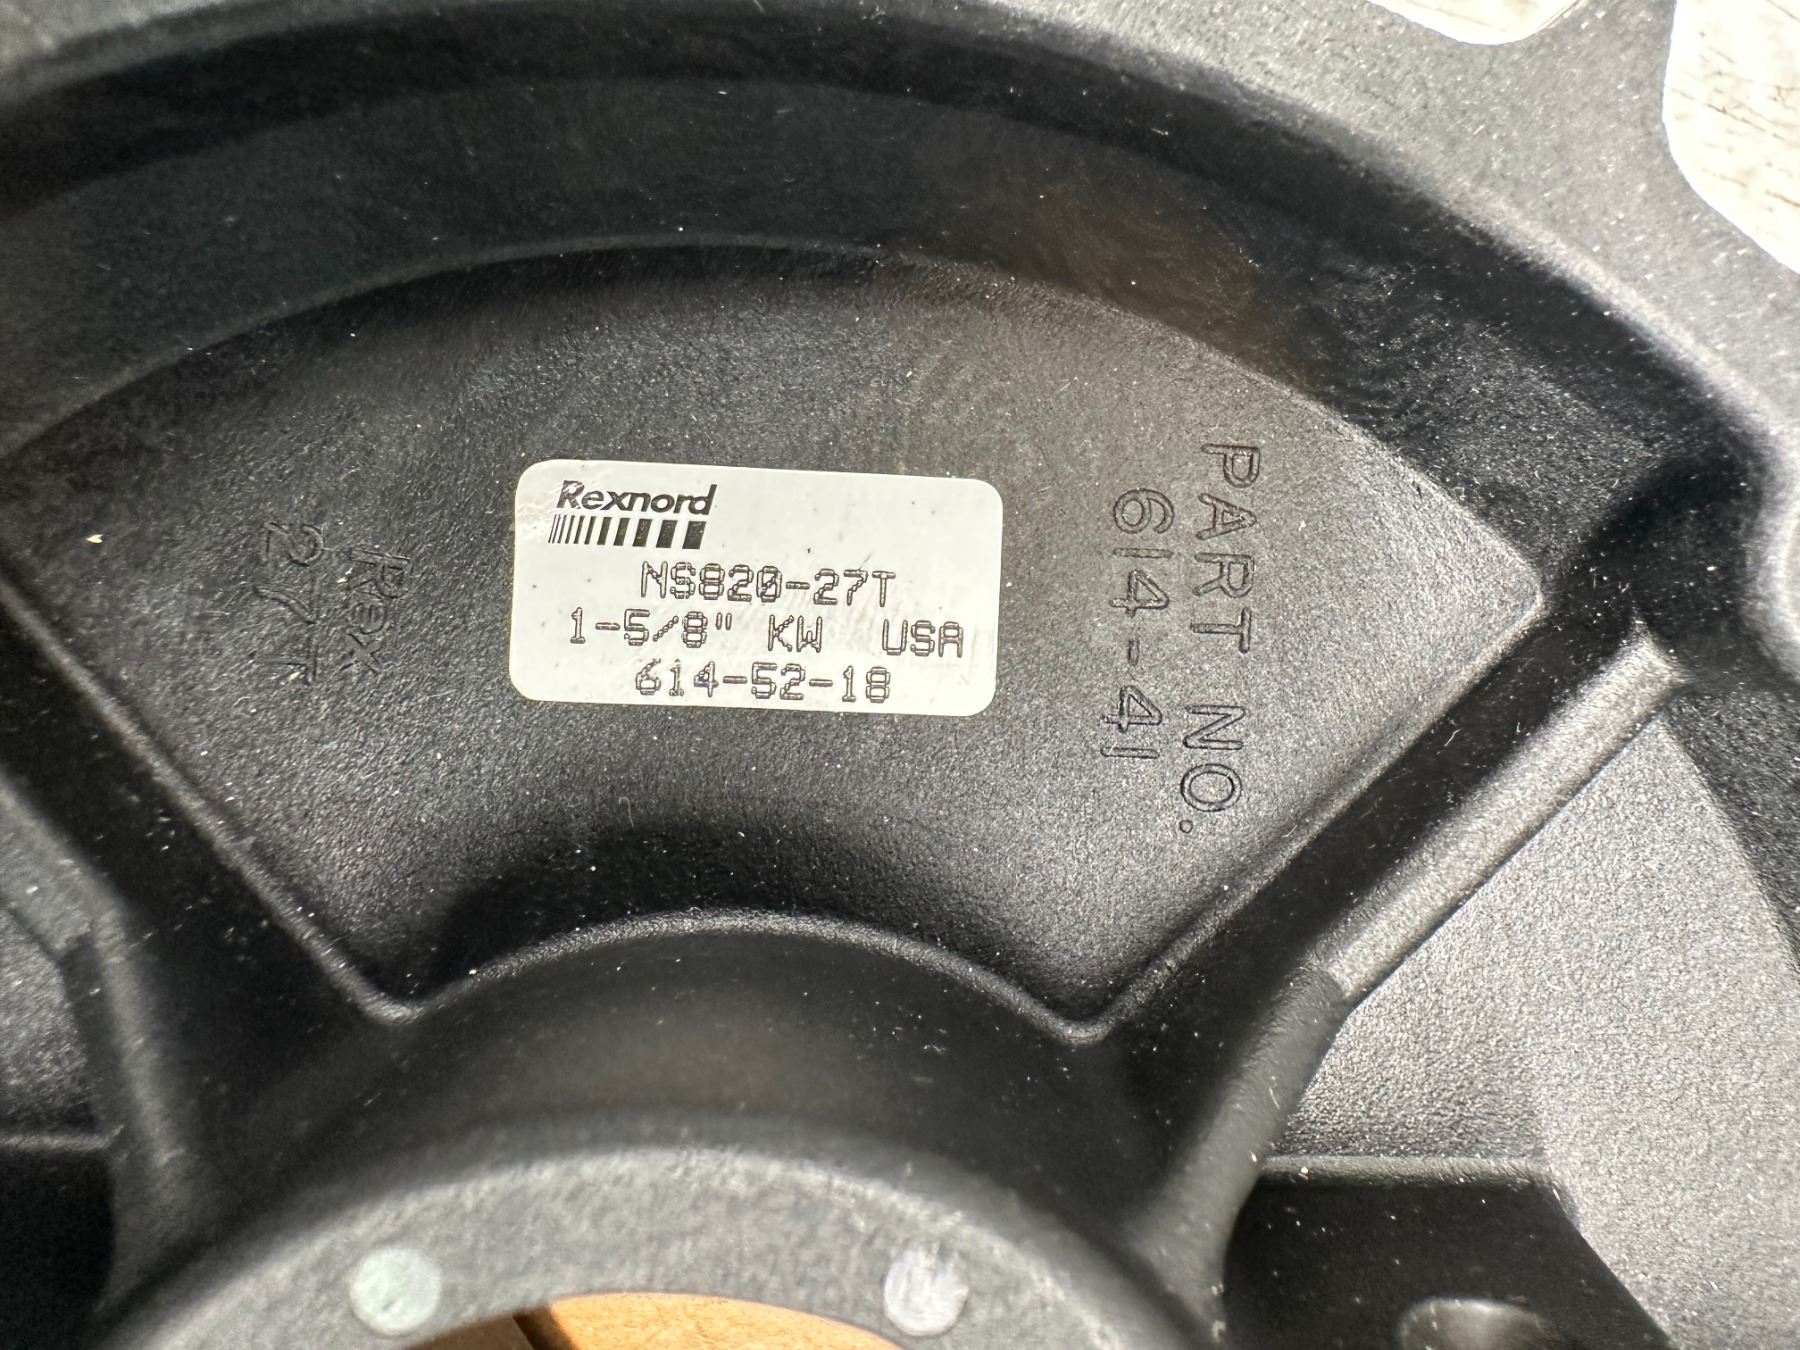 Rex
27T
Rexnord
NS820-27T
1-5/8" KW USA
614-52-18
PART NO.
614-41